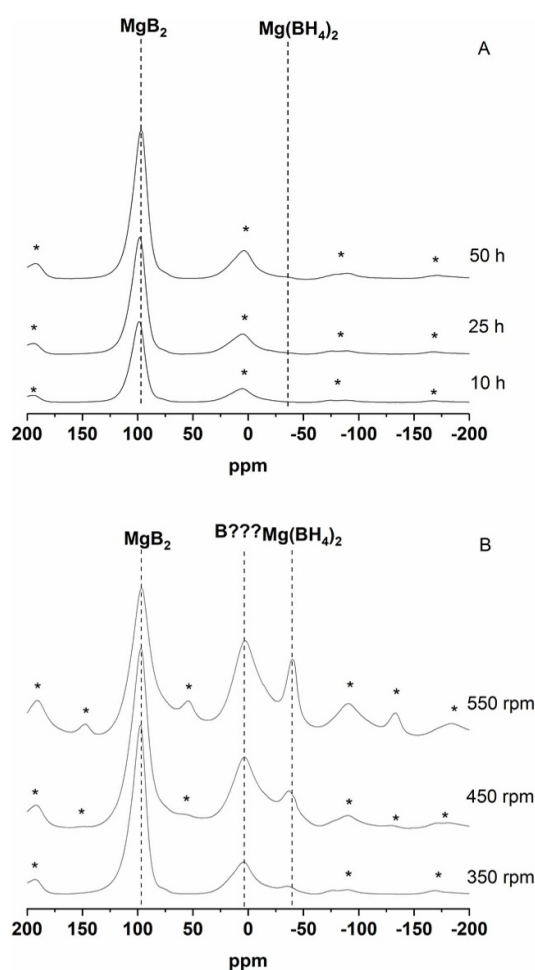 MgB₂ Mg(BH₄)₂ A
* * * * 50 h
* * * * 25 h
* * * * 10 h
200 150 100 50 0 -50 -100 -150 -200
ppm
MgB₂ B??? Mg(BH₄)₂ B
* * * * * * 550 rpm
* * * * * * 450 rpm
* * * 350 rpm
200 150 100 50 0 -50 -100 -150 -200
ppm